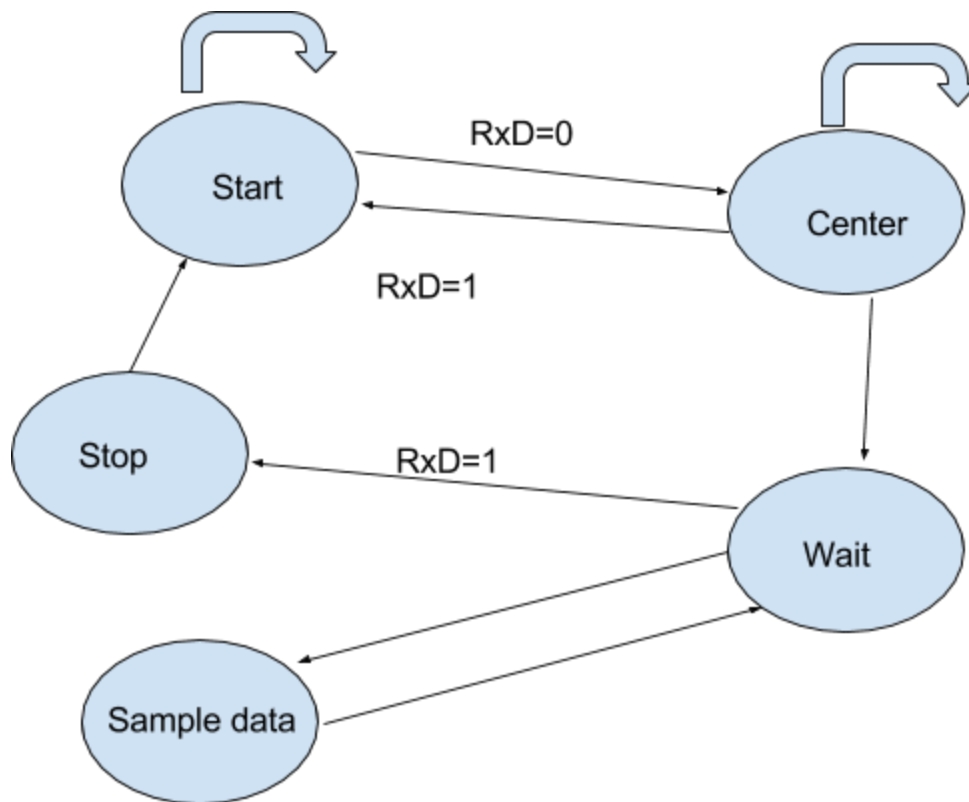 RxD=0
Start
Center
RxD=1
Stop
RxD=1
Wait
Sample data